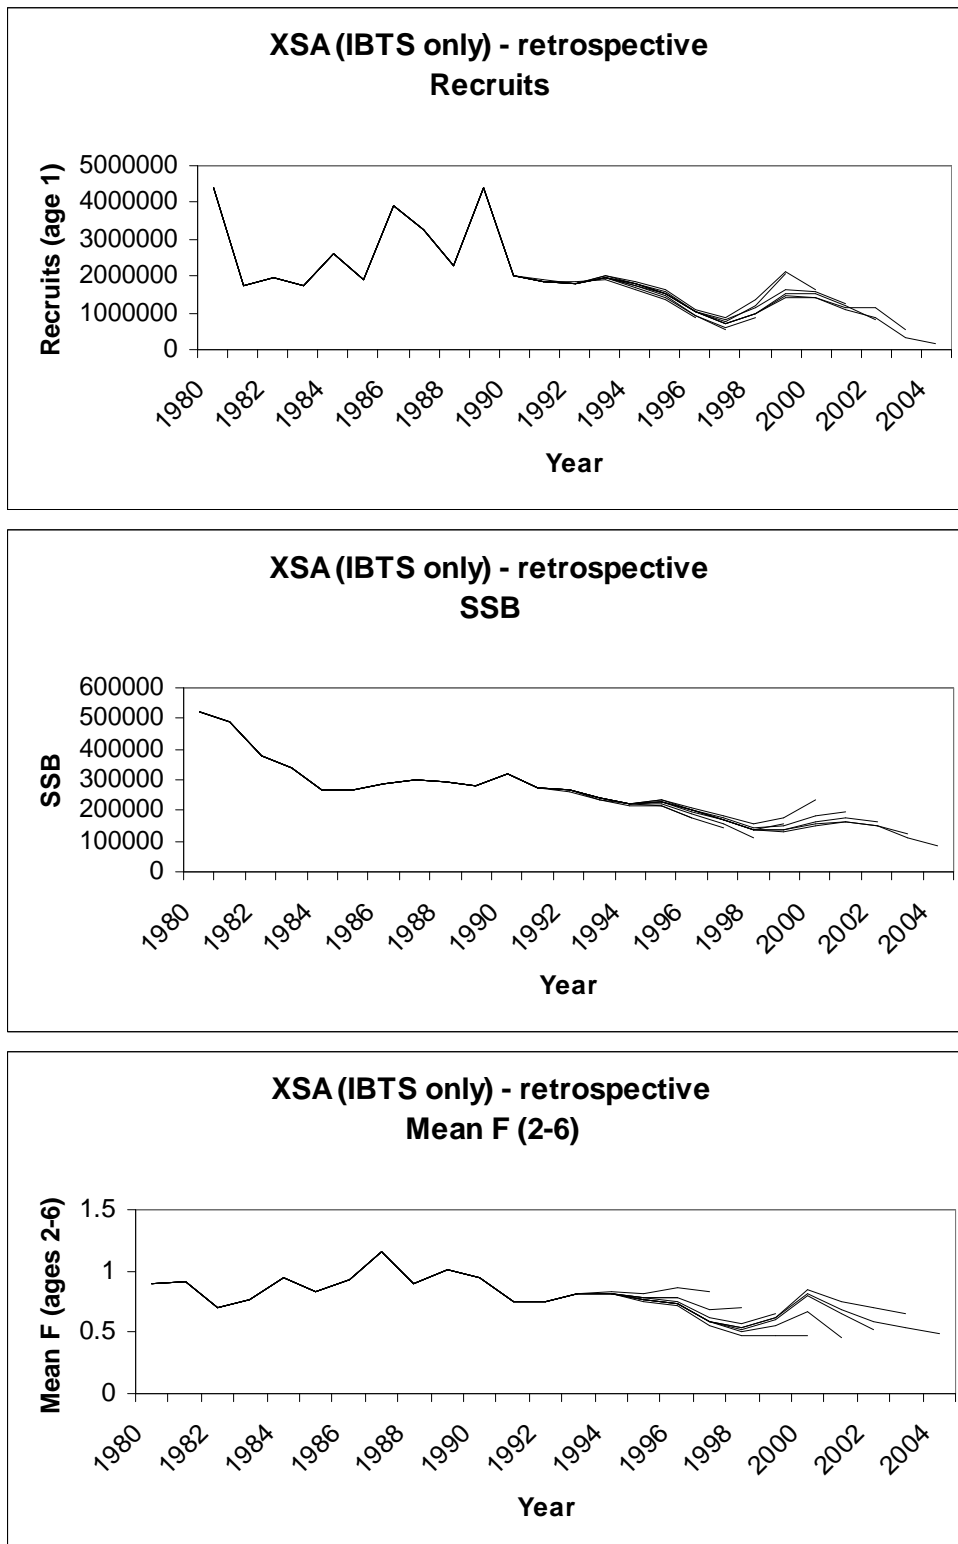 XSA (IBTS only) - retrospective
Recruits
Recruits (age 1)
5000000
4000000
3000000
2000000
1000000
0
1980 1982 1984 1986 1988 1990 1992 1994 1996 1998 2000 2002 2004
Year
XSA (IBTS only) - retrospective
SSB
SSB
600000
500000
400000
300000
200000
100000
0
1980 1982 1984 1986 1988 1990 1992 1994 1996 1998 2000 2002 2004
Year
XSA (IBTS only) - retrospective
Mean F (2-6)
Mean F (ages 2-6)
1.5
1
0.5
0
1980 1982 1984 1986 1988 1990 1992 1994 1996 1998 2000 2002 2004
Year